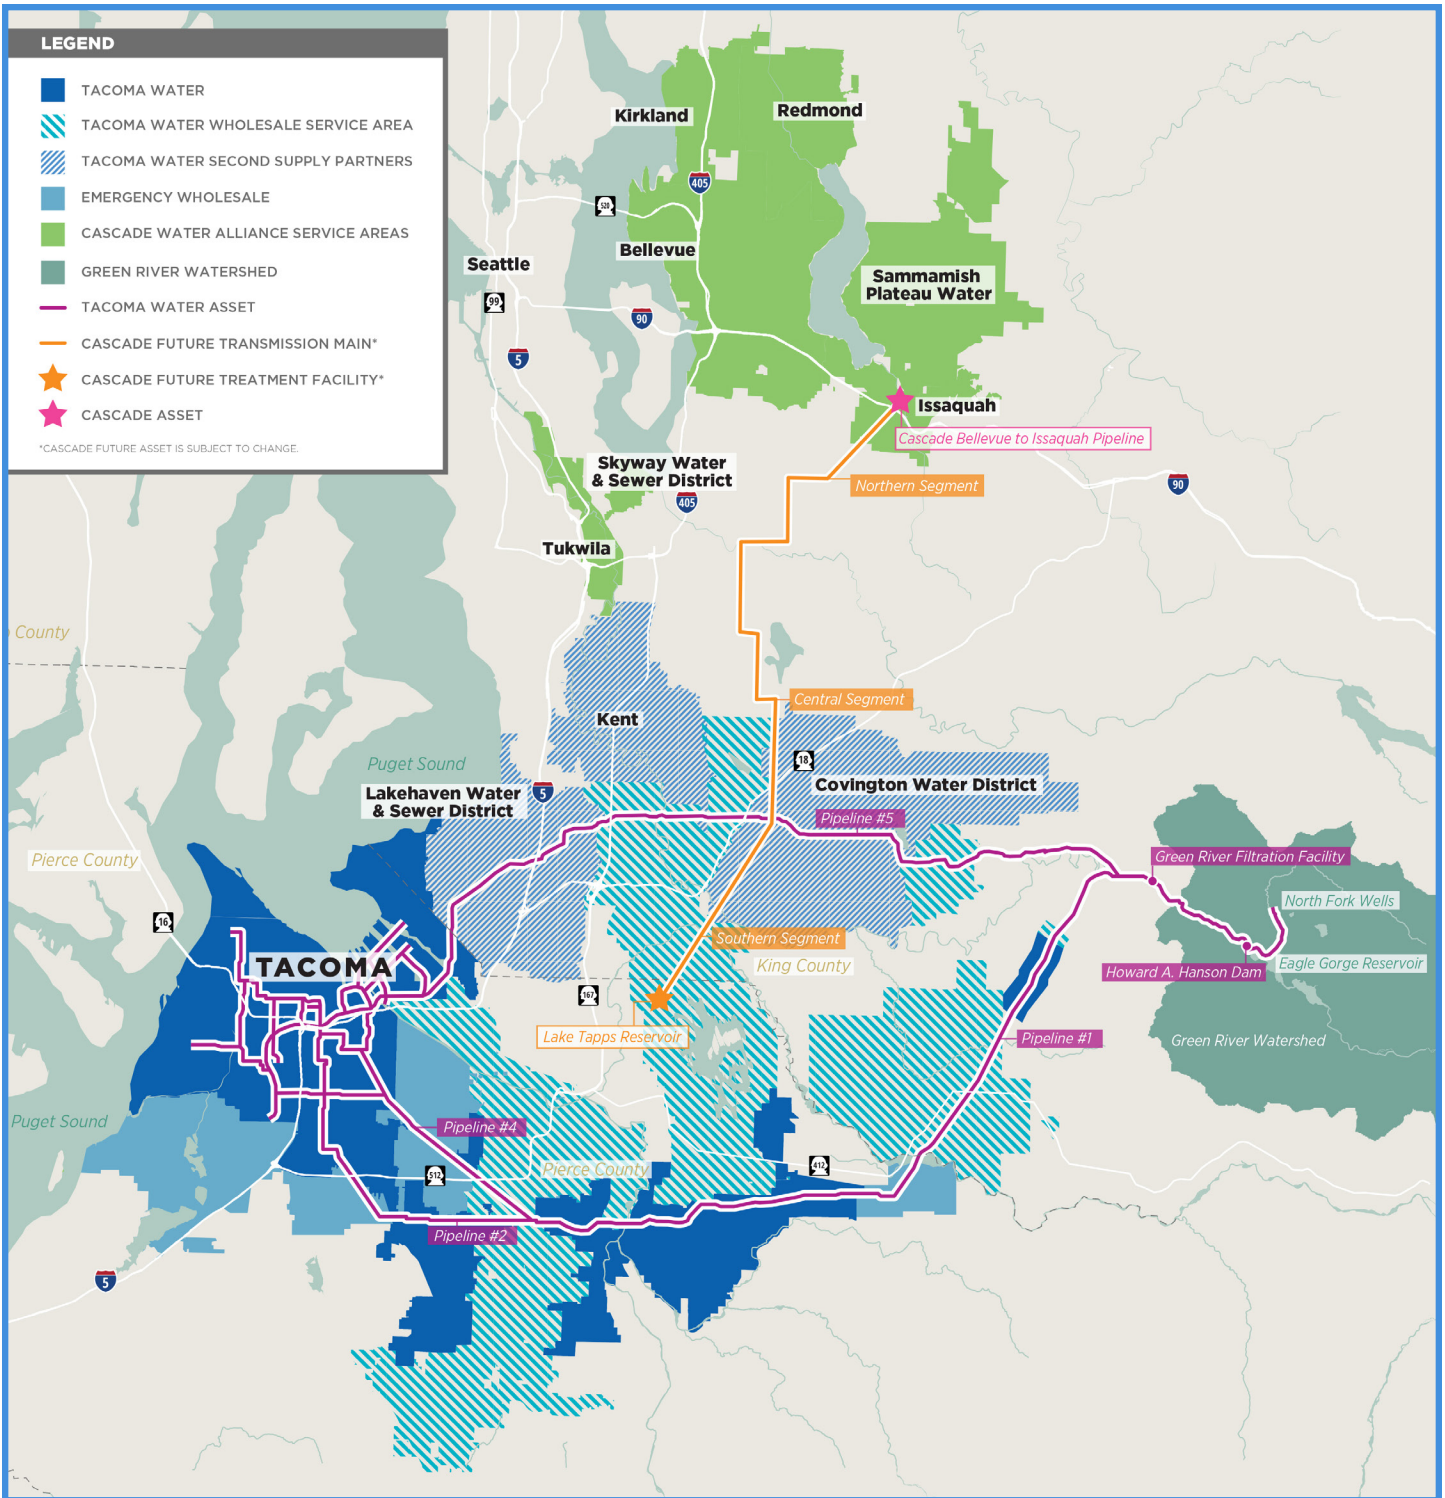 LEGEND
TACOMA WATER
TACOMA WATER WHOLESALE SERVICE AREA
TACOMA WATER SECOND SUPPLY PARTNERS
EMERGENCY WHOLESALE
CASCADE WATER ALLIANCE SERVICE AREAS
GREEN RIVER WATERSHED
TACOMA WATER ASSET
CASCADE FUTURE TRANSMISSION MAIN*
CASCADE FUTURE TREATMENT FACILITY*
CASCADE ASSET
*CASCADE FUTURE ASSET IS SUBJECT TO CHANGE.
Kirkland
Redmond
405
520
Bellevue
Seattle
Sammamish
Plateau Water
99
90
5
Issaquah
Cascade Bellevue to Issaquah Pipeline
Skyway Water
& Sewer District
405
Northern Segment
90
Tukwila
County
Central Segment
Kent
Puget Sound
18
Covington Water District
Lakehaven Water
& Sewer District
5
Pipeline #5
Pierce County
Green River Filtration Facility
North Fork Wells
16
Southern Segment
TACOMA
King County
Eagle Gorge Reservoir
Howard A. Hanson Dam
167
Lake Tapps Reservoir
Pipeline #1
Green River Watershed
Puget Sound
Pipeline #4
Pierce County
412
512
Pipeline #2
5